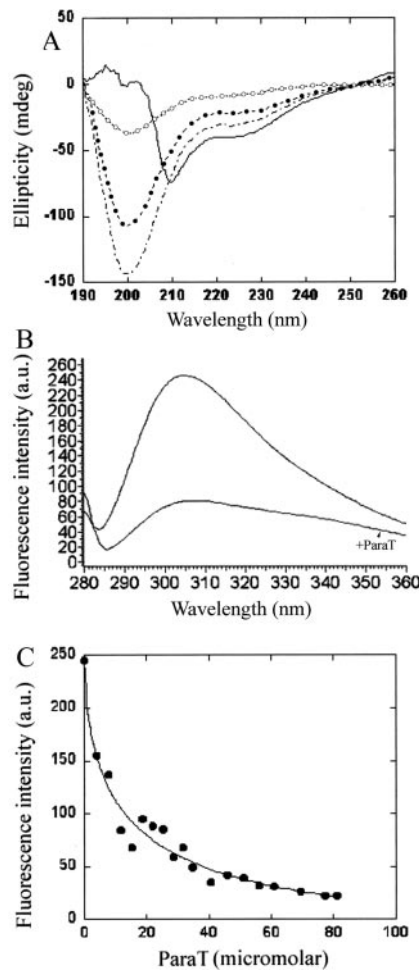 A
Ellipticity (mdeg)
50
0
-50
-100
-150
190 200 210 220 230 240 250 260
Wavelength (nm)
B
Fluorescence intensity (a.u.)
260
240
220
200
180
160
140
120
100
80
60
40
20
0
+ParaT
280 290 300 310 320 330 340 350 360
Wavelength (nm)
C
Fluorescence intensity (a.u.)
250
200
150
100
50
0
0 20 40 60 80 100
ParaT (micromolar)